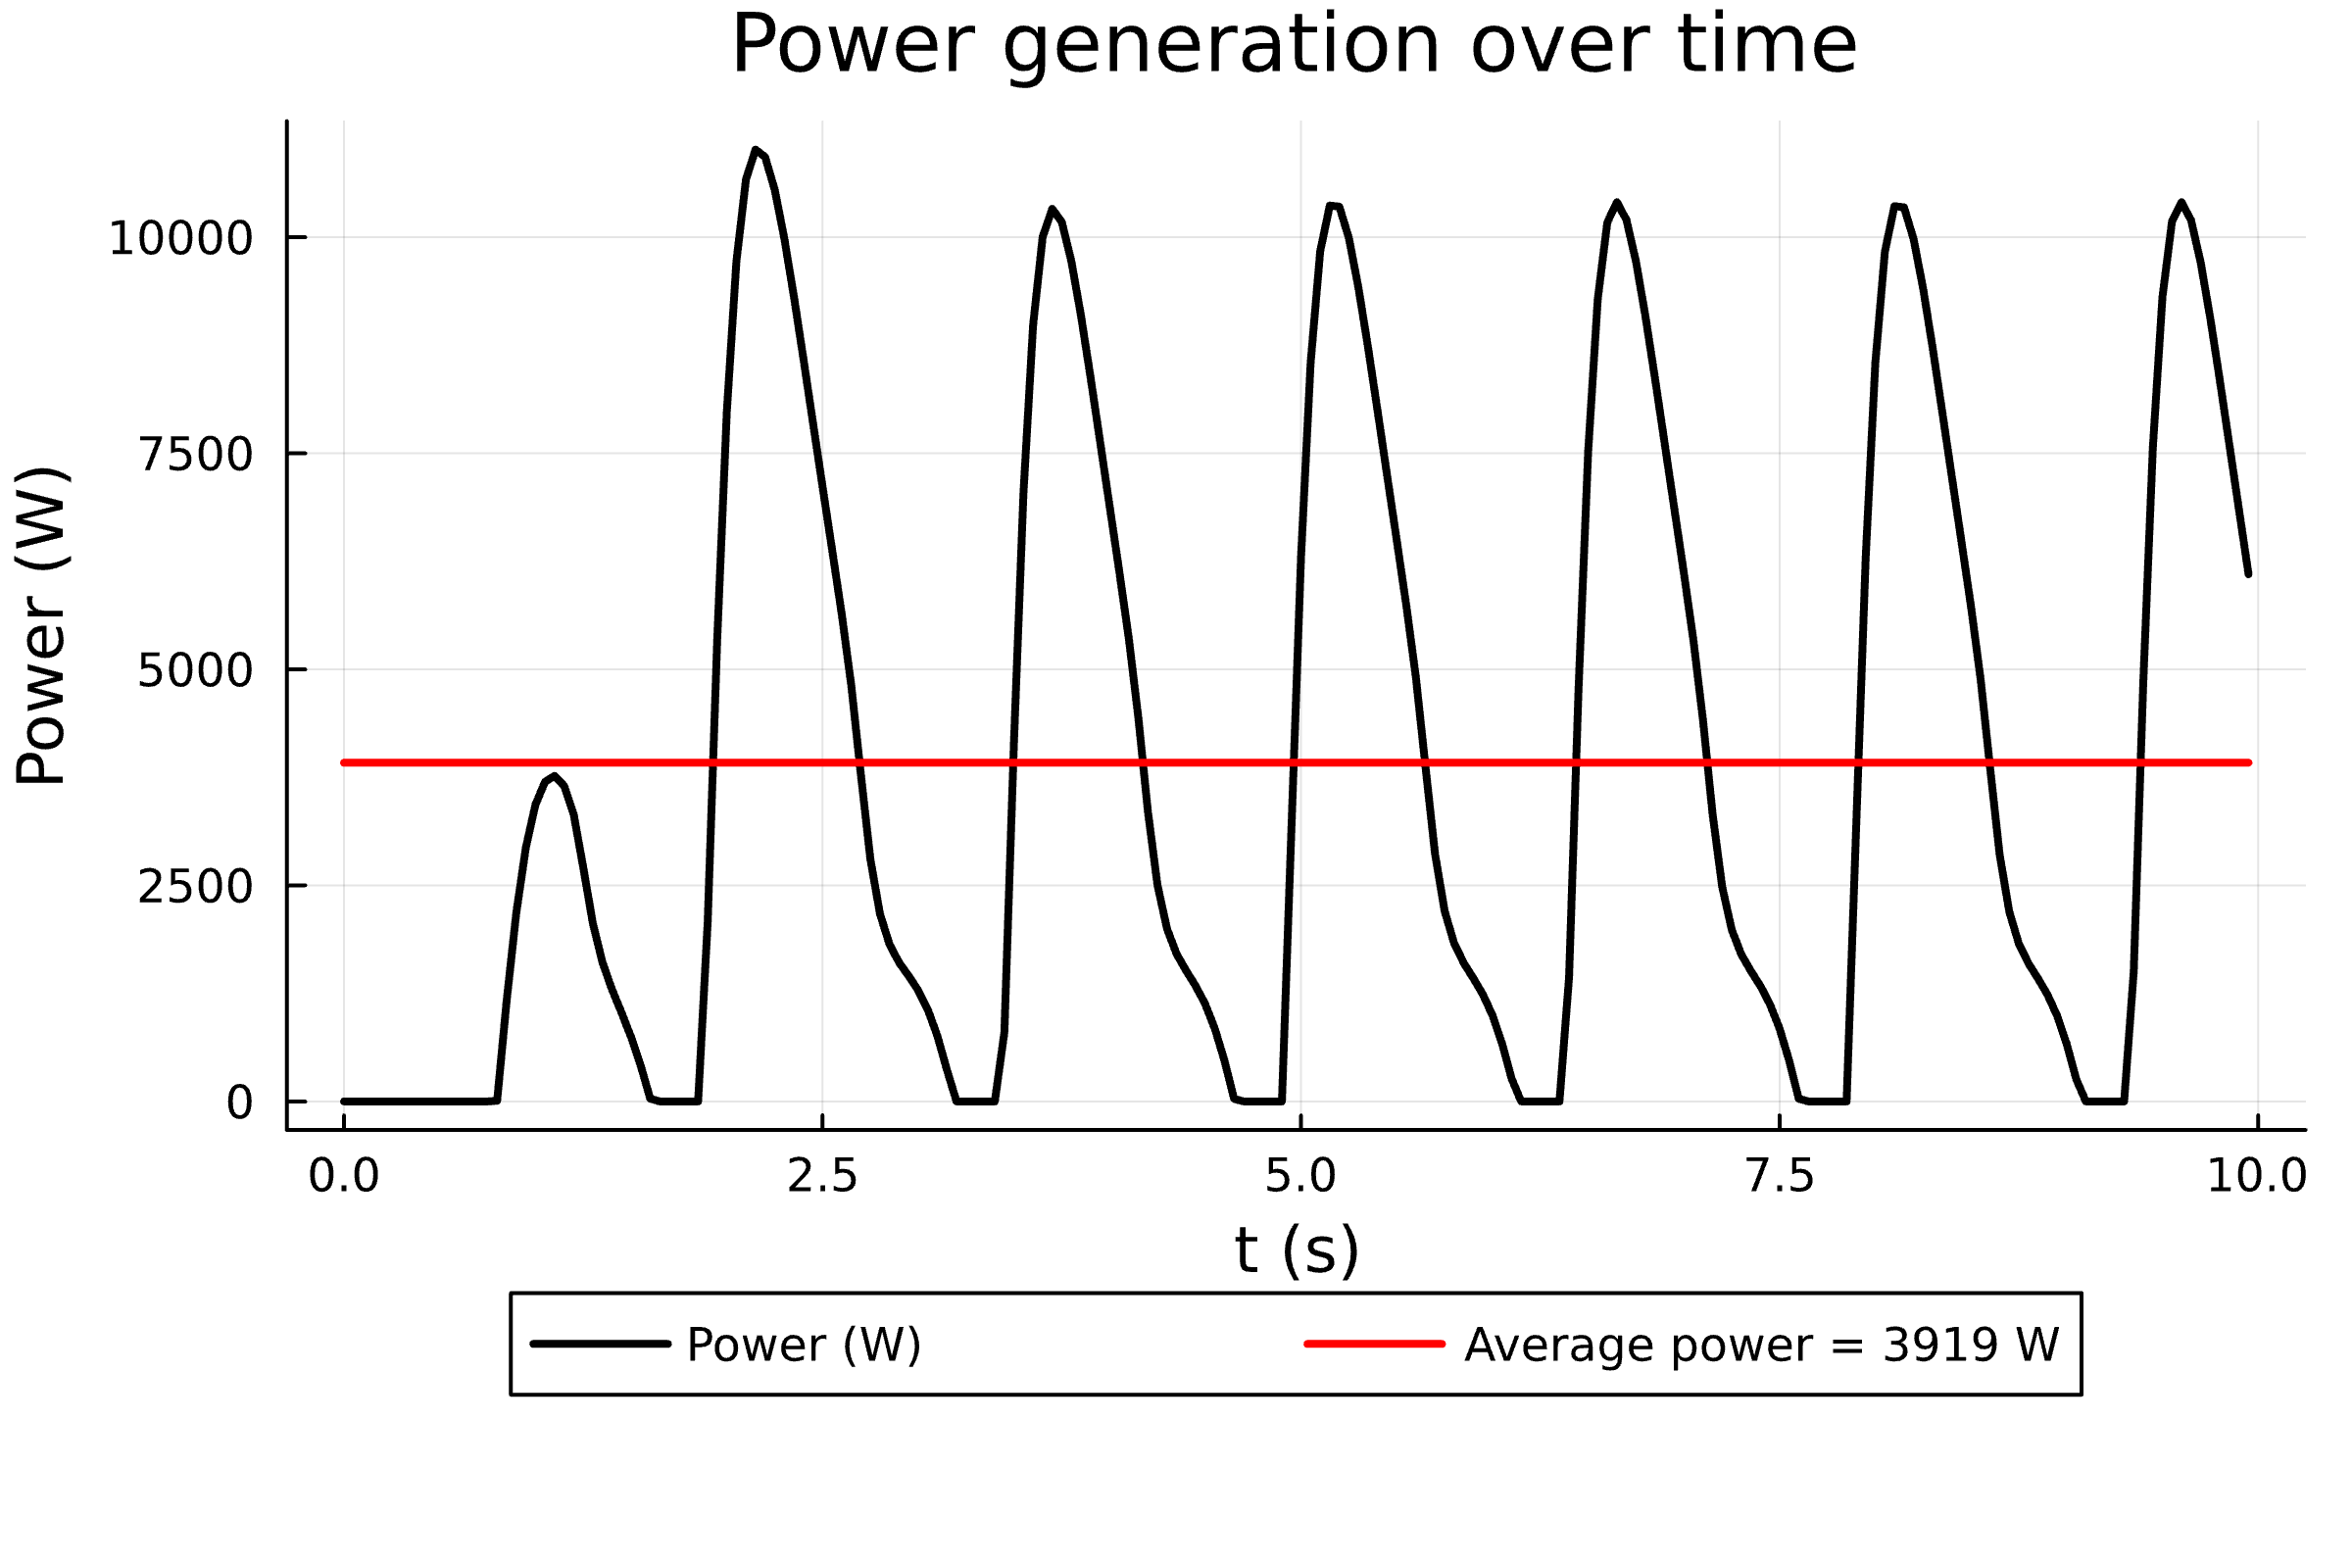 Power generation over time
Power (W)
10000
7500
5000
2500
0
0.0 2.5 5.0 7.5 10.0
t (s)
Power (W) Average power = 3919 W